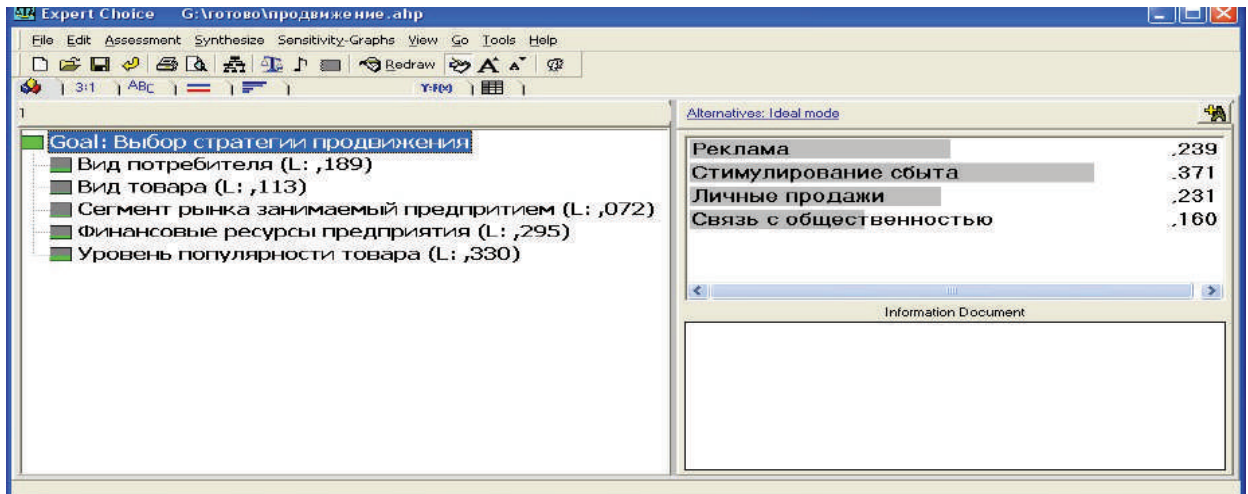 Expert Choice G:\готово\продвижение.ahp
File Edit Assessment Synthesize Sensitivity-Graphs View Go Tools Help
Redraw A A
3:1 ABC Y:F(x)
1
Alternatives: Ideal mode
Goal: Выбор стратегии продвижения
Вид потребителя (L: ,189)
Вид товара (L: ,113)
Сегмент рынка занимаемый предпритием (L: ,072)
Финансовые ресурсы предприятия (L: ,295)
Уровень популярности товара (L: ,330)
Реклама ,239
Стимулирование сбыта ,371
Личные продажи ,231
Связь с общественностью ,160
Information Document